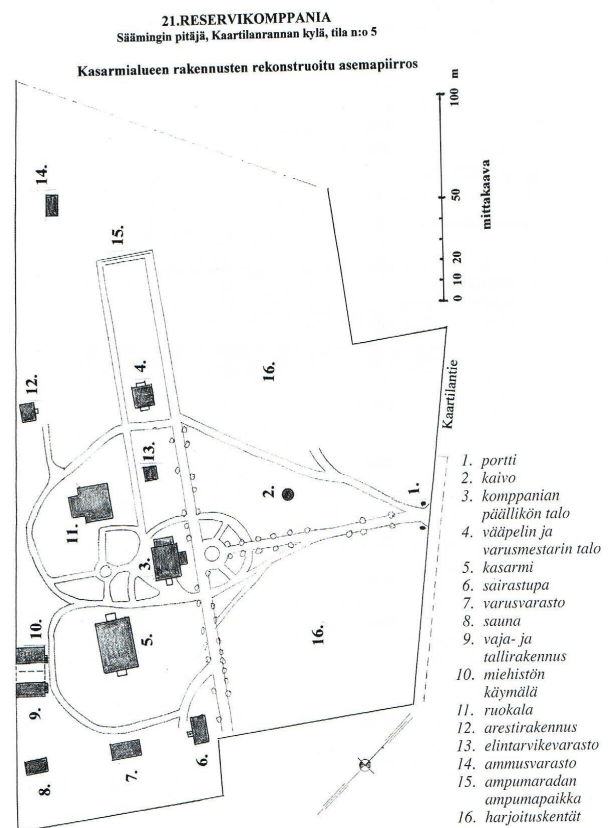 21.RESERVIKOMPPANIA
Säämingin pitäjä, Kaartilanrannan kylä, tila n:o 5
Kasarmialueen rakennusten rekonstruoitu asemapiirros
100 m
50
20
10
0
mittakaava
14.
15.
12.
4.
16.
13.
11.
2.
1.
Kaartilantie
3.
10.
5.
16.
9.
6.
7.
8.
1. portti
2. kaivo
3. komppanian
päällikön talo
4. vääpelin ja
varusmestarin talo
5. kasarmi
6. sairastupa
7. varusvarasto
8. sauna
9. vaja- ja
tallirakennus
10. miehistön
käymälä
11. ruokala
12. arestirakennus
13. elintarvikevarasto
14. ammusvarasto
15. ampumaradan
ampumapaikka
16. harjoituskentät